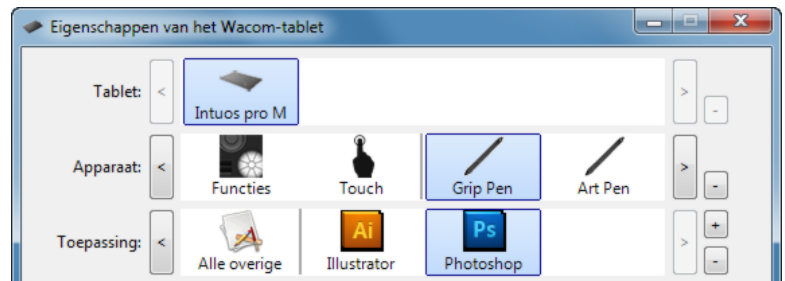 Eigenschappen van het Wacom-tablet
Tablet: < Intuos pro M > -
Apparaat: < Functies Touch Grip Pen Art Pen > -
Toepassing: < Alle overige Ai Illustrator Ps Photoshop > + -